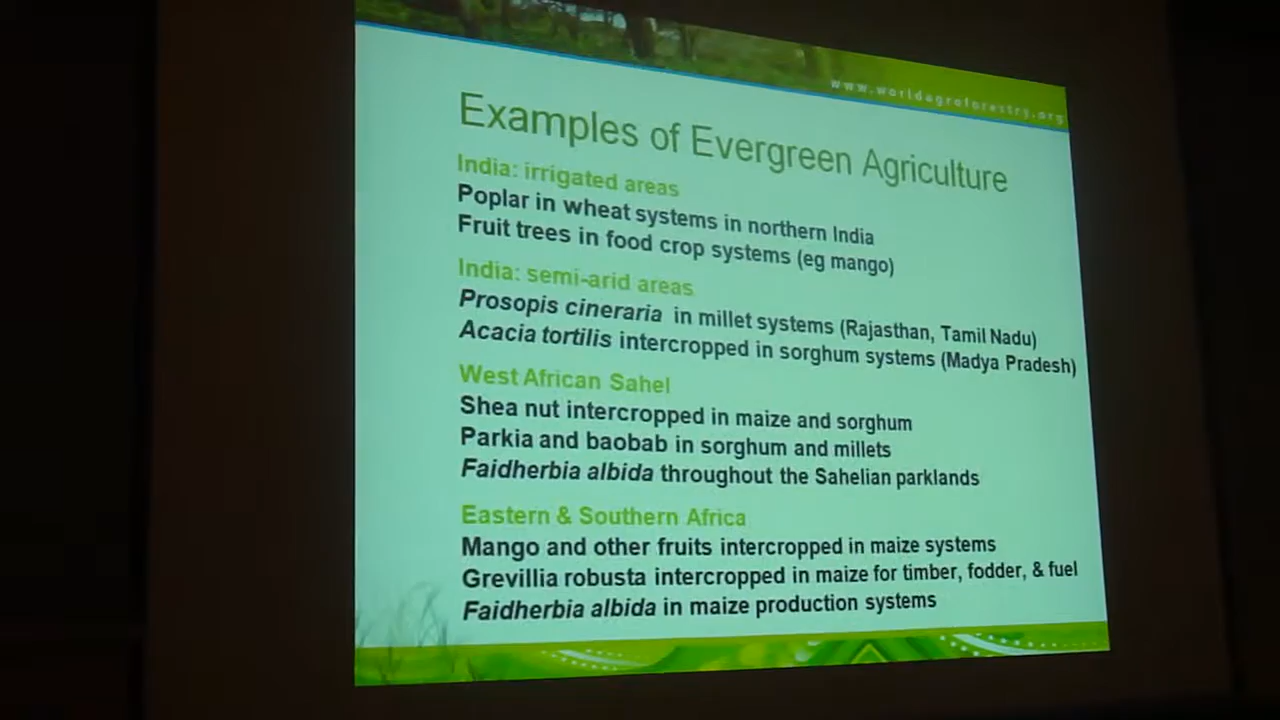 www.worldagroforestry.org
Examples of Evergreen Agriculture
India: irrigated areas
Poplar in wheat systems in northern India
Fruit trees in food crop systems (eg mango)
India: semi-arid areas
Prosopis cineraria in millet systems (Rajasthan, Tamil Nadu)
Acacia tortilis intercropped in sorghum systems (Madya Pradesh)
West African Sahel
Shea nut intercropped in maize and sorghum
Parkia and baobab in sorghum and millets
Faidherbia albida throughout the Sahelian parklands
Eastern & Southern Africa
Mango and other fruits intercropped in maize systems
Grevillia robusta intercropped in maize for timber, fodder, & fuel
Faidherbia albida in maize production systems